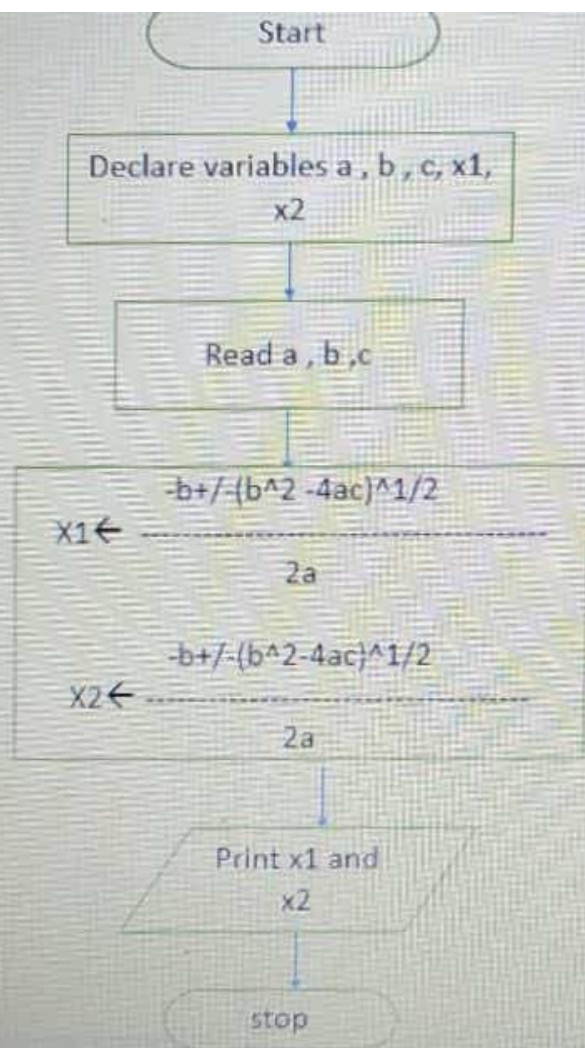 Start
Declare variables a , b , c, x1,
x2
Read a , b ,c
-b+/-(b^2 -4ac)^1/2
X1← ------------------------------------
2a
-b+/-(b^2-4ac)^1/2
X2← ----------------------------------
2a
Print x1 and
x2
stop